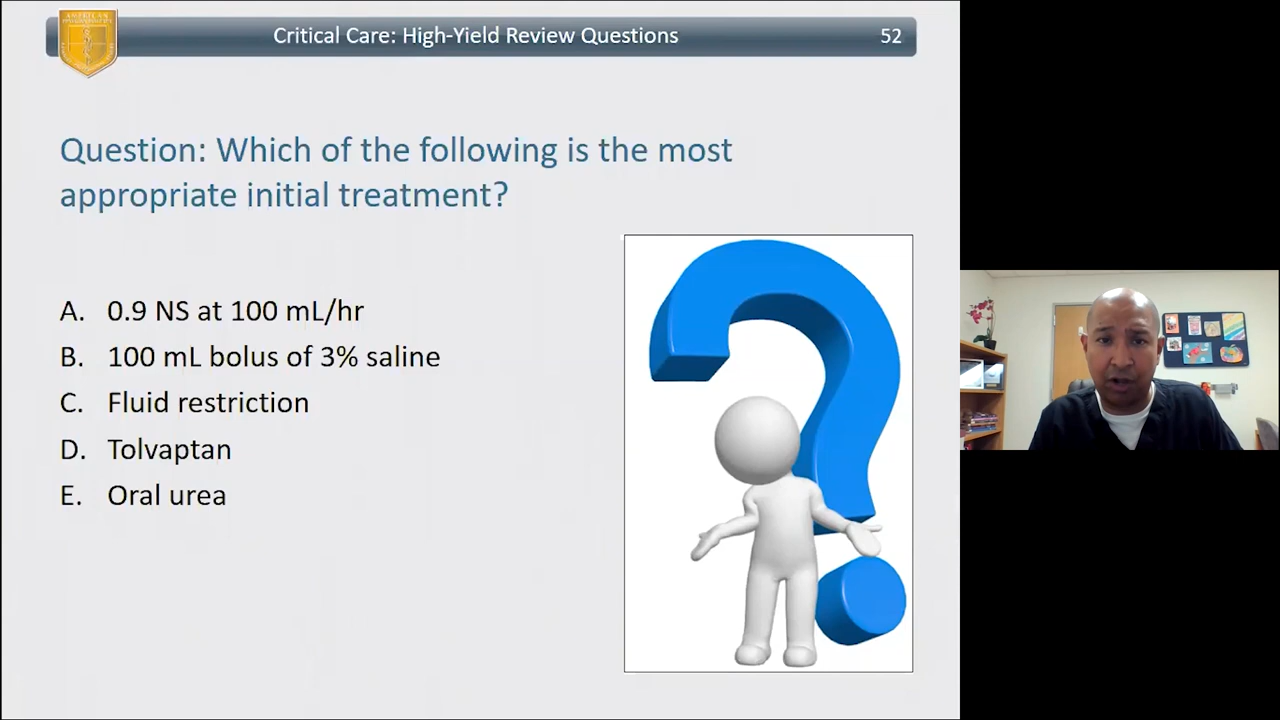 Critical Care: High-Yield Review Questions 52
Question: Which of the following is the most
appropriate initial treatment?
A. 0.9 NS at 100 mL/hr
B. 100 mL bolus of 3% saline
C. Fluid restriction
D. Tolvaptan
E. Oral urea